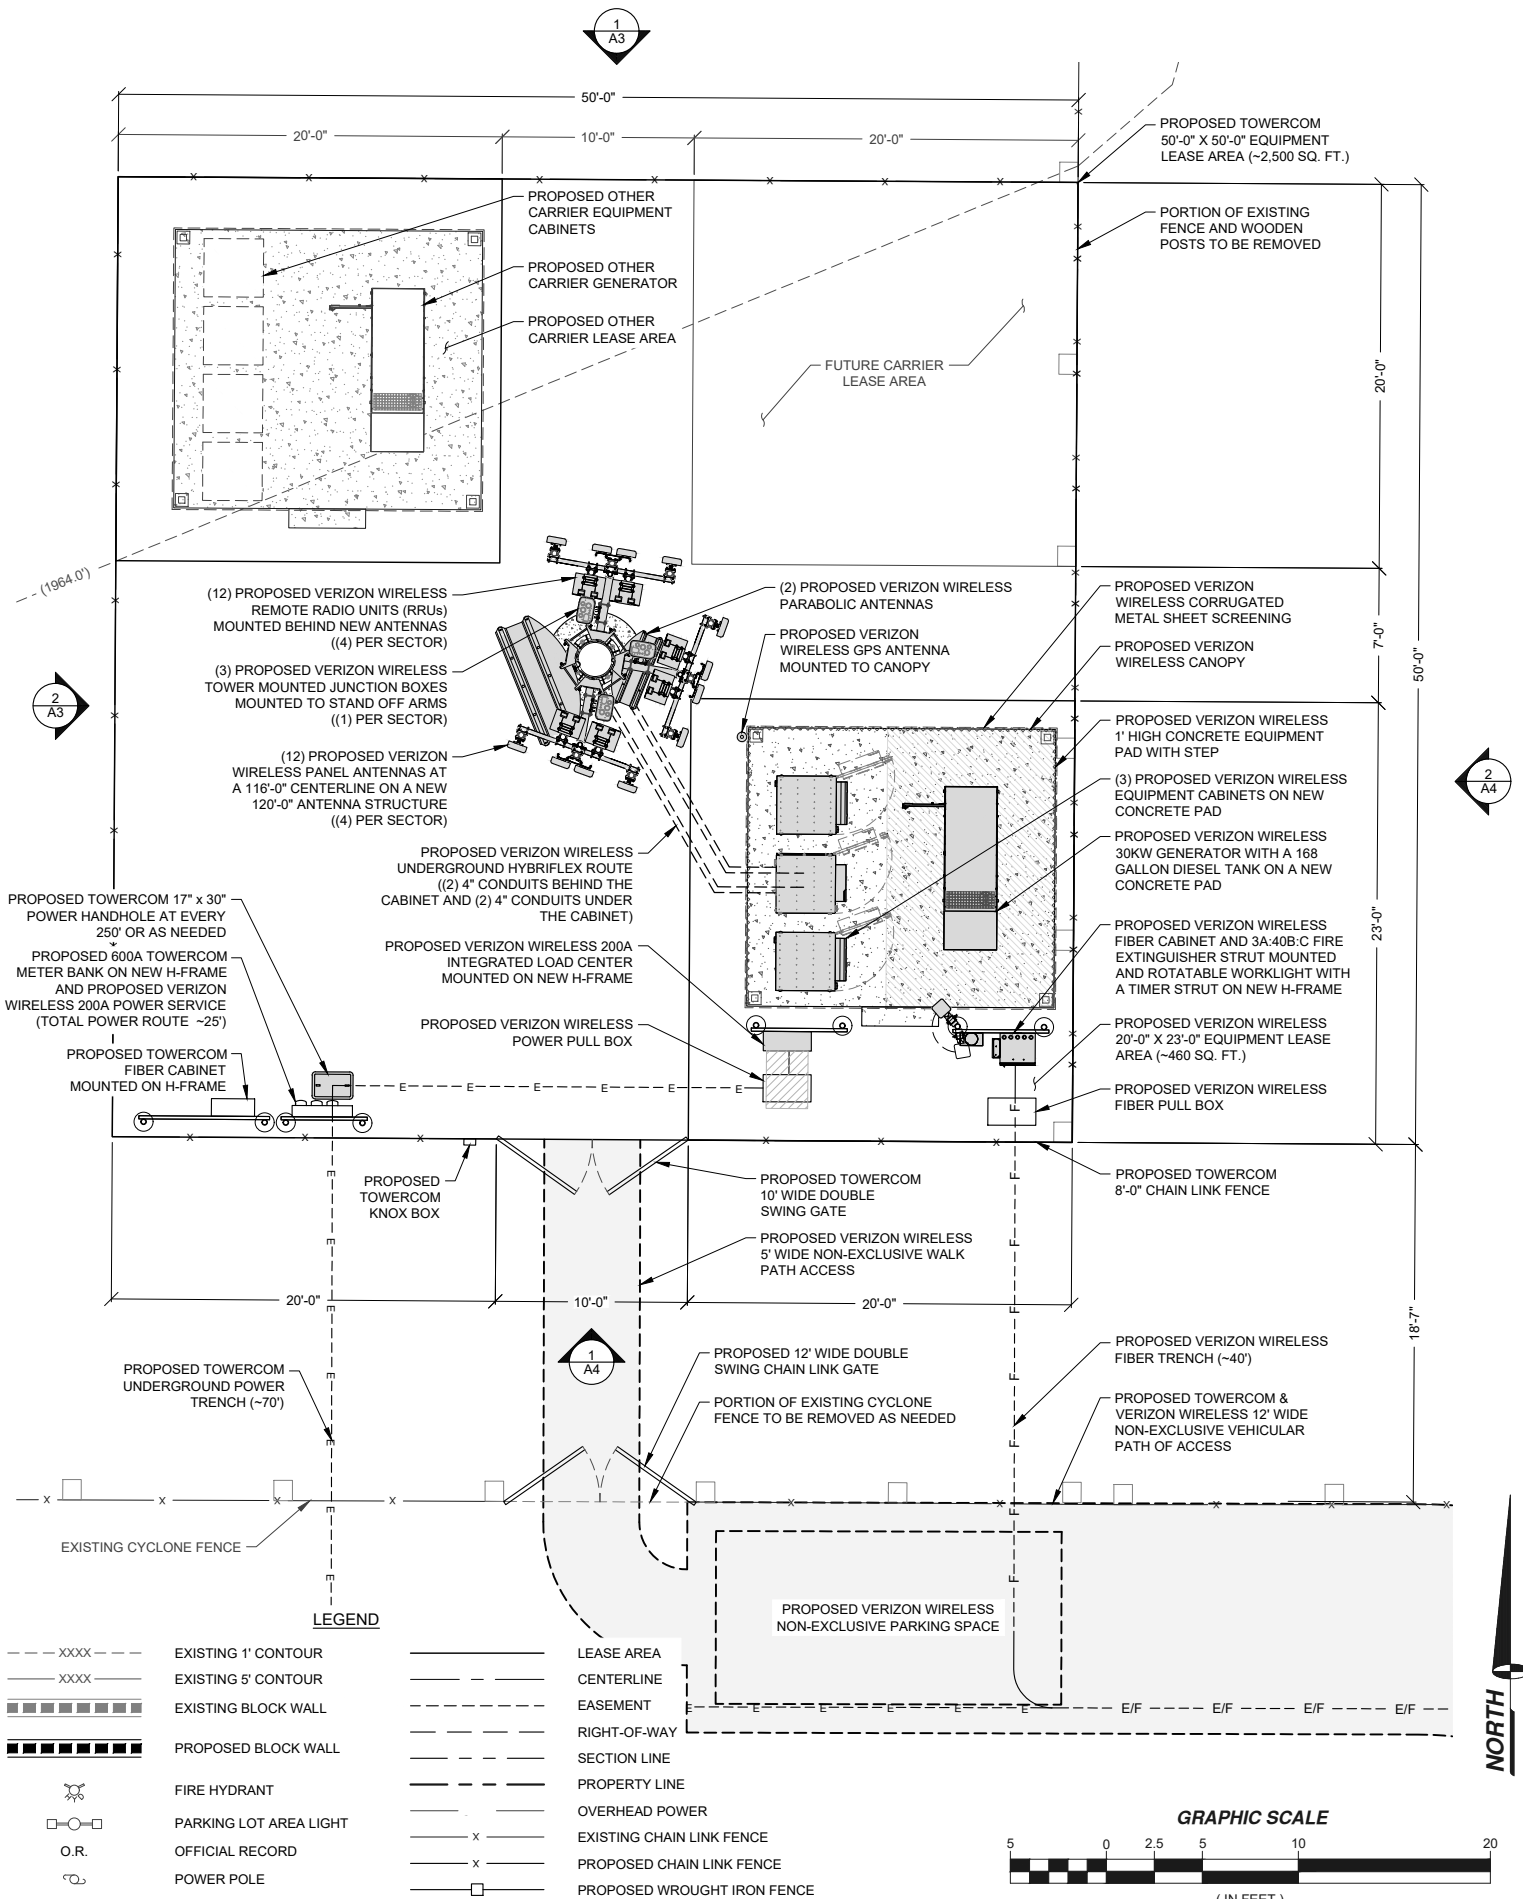 1
A3
50'-0"
20'-0"
10'-0"
20'-0"
PROPOSED TOWERCOM
50'-0" X 50'-0" EQUIPMENT
LEASE AREA (~2,500 SQ. FT.)
PROPOSED OTHER
CARRIER EQUIPMENT
CABINETS
PORTION OF EXISTING
FENCE AND WOODEN
POSTS TO BE REMOVED
PROPOSED OTHER
CARRIER GENERATOR
PROPOSED OTHER
CARRIER LEASE AREA
FUTURE CARRIER
LEASE AREA
20'-0"
(1964.0')
(12) PROPOSED VERIZON WIRELESS
REMOTE RADIO UNITS (RRUs)
MOUNTED BEHIND NEW ANTENNAS
((4) PER SECTOR)
(2) PROPOSED VERIZON WIRELESS
PARABOLIC ANTENNAS
PROPOSED VERIZON
WIRELESS CORRUGATED
METAL SHEET SCREENING
PROPOSED VERIZON
WIRELESS GPS ANTENNA
MOUNTED TO CANOPY
PROPOSED VERIZON
WIRELESS CANOPY
7'-0"
50'-0"
(3) PROPOSED VERIZON WIRELESS
TOWER MOUNTED JUNCTION BOXES
MOUNTED TO STAND OFF ARMS
((1) PER SECTOR)
2
A3
PROPOSED VERIZON WIRELESS
1' HIGH CONCRETE EQUIPMENT
PAD WITH STEP
(12) PROPOSED VERIZON
WIRELESS PANEL ANTENNAS AT
A 116'-0" CENTERLINE ON A NEW
120'-0" ANTENNA STRUCTURE
((4) PER SECTOR)
(3) PROPOSED VERIZON WIRELESS
EQUIPMENT CABINETS ON NEW
CONCRETE PAD
2
A4
PROPOSED VERIZON WIRELESS
30KW GENERATOR WITH A 168
GALLON DIESEL TANK ON A NEW
CONCRETE PAD
PROPOSED VERIZON WIRELESS
UNDERGROUND HYBRIFLEX ROUTE
((2) 4" CONDUITS BEHIND THE
CABINET AND (2) 4" CONDUITS UNDER
THE CABINET)
PROPOSED TOWERCOM 17" x 30"
POWER HANDHOLE AT EVERY
250' OR AS NEEDED
23'-0"
PROPOSED VERIZON WIRELESS
FIBER CABINET AND 3A:40B:C FIRE
EXTINGUISHER STRUT MOUNTED
AND ROTATABLE WORKLIGHT WITH
A TIMER STRUT ON NEW H-FRAME
PROPOSED VERIZON WIRELESS 200A
INTEGRATED LOAD CENTER
MOUNTED ON NEW H-FRAME
PROPOSED 600A TOWERCOM
METER BANK ON NEW H-FRAME
AND PROPOSED VERIZON
WIRELESS 200A POWER SERVICE
(TOTAL POWER ROUTE ~25')
PROPOSED VERIZON WIRELESS
POWER PULL BOX
PROPOSED VERIZON WIRELESS
20'-0" X 23'-0" EQUIPMENT LEASE
AREA (~460 SQ. FT.)
PROPOSED TOWERCOM
FIBER CABINET
MOUNTED ON H-FRAME
PROPOSED VERIZON WIRELESS
FIBER PULL BOX
PROPOSED
TOWERCOM
KNOX BOX
PROPOSED TOWERCOM
10' WIDE DOUBLE
SWING GATE
PROPOSED TOWERCOM
8'-0" CHAIN LINK FENCE
PROPOSED VERIZON WIRELESS
5' WIDE NON-EXCLUSIVE WALK
PATH ACCESS
20'-0"
10'-0"
20'-0"
18'-7"
1
A4
PROPOSED 12' WIDE DOUBLE
SWING CHAIN LINK GATE
PROPOSED VERIZON WIRELESS
FIBER TRENCH (~40')
PROPOSED TOWERCOM
UNDERGROUND POWER
TRENCH (~70')
PORTION OF EXISTING CYCLONE
FENCE TO BE REMOVED AS NEEDED
PROPOSED TOWERCOM &
VERIZON WIRELESS 12' WIDE
NON-EXCLUSIVE VEHICULAR
PATH OF ACCESS
EXISTING CYCLONE FENCE
PROPOSED VERIZON WIRELESS
NON-EXCLUSIVE PARKING SPACE
E E E E E E E/F E/F E/F E/F
LEGEND
XXXX EXISTING 1' CONTOUR
XXXX EXISTING 5' CONTOUR
EXISTING BLOCK WALL
PROPOSED BLOCK WALL
FIRE HYDRANT
PARKING LOT AREA LIGHT
O.R. OFFICIAL RECORD
POWER POLE
LEASE AREA
CENTERLINE
EASEMENT
RIGHT-OF-WAY
SECTION LINE
PROPERTY LINE
OVERHEAD POWER
x EXISTING CHAIN LINK FENCE
x PROPOSED CHAIN LINK FENCE
PROPOSED WROUGHT IRON FENCE
NORTH
GRAPHIC SCALE
5 0 2.5 5 10 20
( IN FEET )